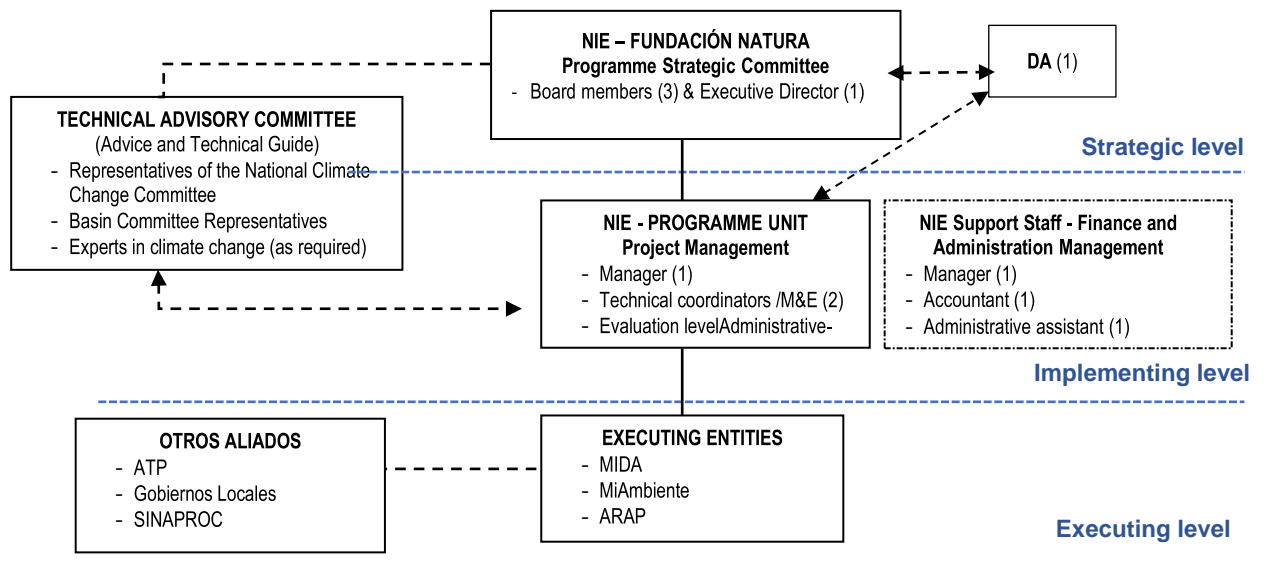 NIE – FUNDACIÓN NATURA
Programme Strategic Committee
- Board members (3) & Executive Director (1)
DA (1)
TECHNICAL ADVISORY COMMITTEE
(Advice and Technical Guide)
- Representatives of the National Climate
Change Committee
- Basin Committee Representatives
- Experts in climate change (as required)
Strategic level
NIE - PROGRAMME UNIT
Project Management
- Manager (1)
- Technical coordinators /M&E (2)
- Evaluation levelAdministrative-
NIE Support Staff - Finance and
Administration Management
- Manager (1)
- Accountant (1)
- Administrative assistant (1)
Implementing level
OTROS ALIADOS
- ATP
- Gobiernos Locales
- SINAPROC
EXECUTING ENTITIES
- MIDA
- MiAmbiente
- ARAP
Executing level